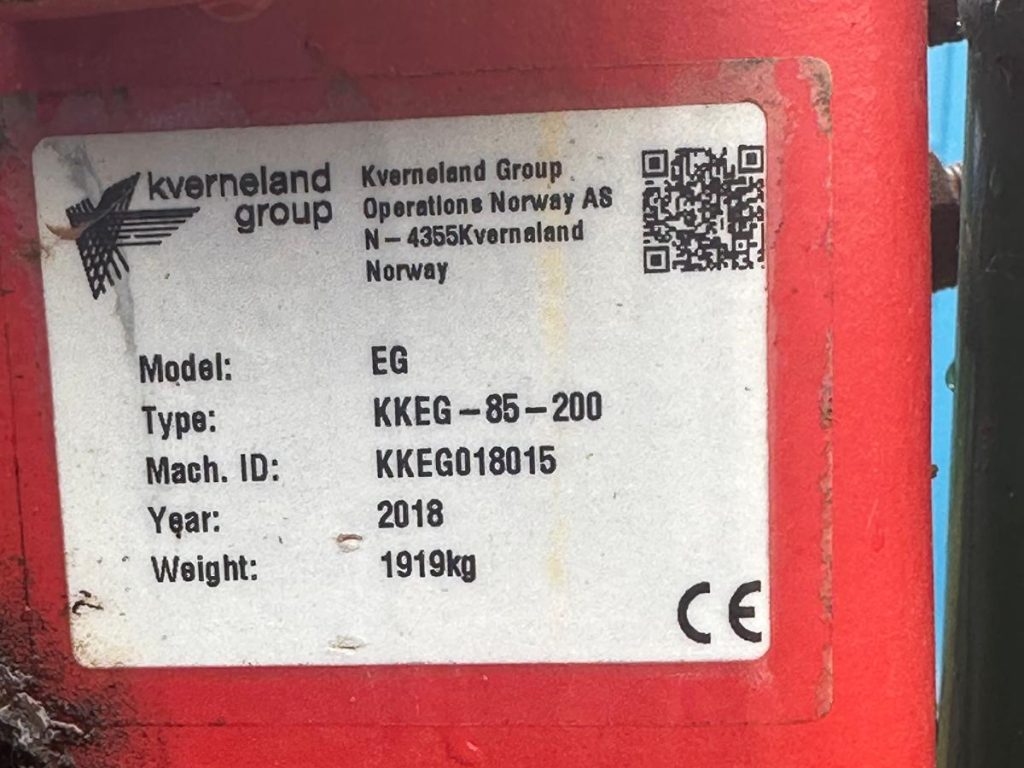 kverneland
group
Kverneland Group
Operations Norway AS
N-4355Kvernaland
Norway
Model: EG
Type: KKEG-85-200
Mach. ID: KKEG018015
Year: 2018
Weight: 1919kg
CE